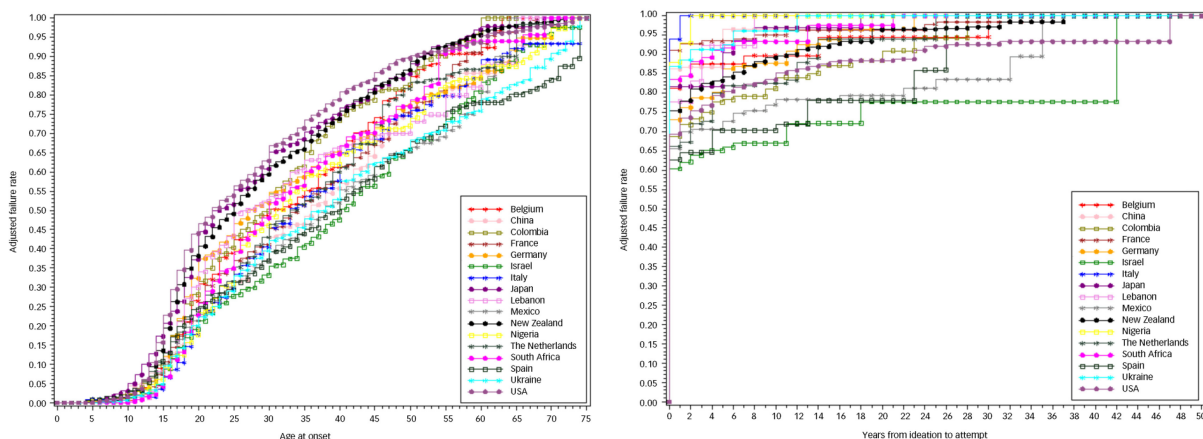 1.00
0.95
0.90
0.85
0.80
0.75
0.70
0.65
0.60
0.55
0.50
0.45
0.40
0.35
0.30
0.25
0.20
0.15
0.10
0.05
0.00
Adjusted failure rate
0 5 10 15 20 25 30 35 40 45 50 55 60 65 70 75
Age at onset
Belgium
China
Colombia
France
Germany
Israel
Italy
Japan
Lebanon
Mexico
New Zealand
Nigeria
The Netherlands
South Africa
Spain
Ukraine
USA
1.00
0.95
0.90
0.85
0.80
0.75
0.70
0.65
0.60
0.55
0.50
0.45
0.40
0.35
0.30
0.25
0.20
0.15
0.10
0.05
0.00
Adjusted failure rate
0 2 4 6 8 10 12 14 16 18 20 22 24 26 28 30 32 34 36 38 40 42 44 46 48 50
Years from ideation to attempt
Belgium
China
Colombia
France
Germany
Israel
Italy
Japan
Lebanon
Mexico
New Zealand
Nigeria
The Netherlands
South Africa
Spain
Ukraine
USA